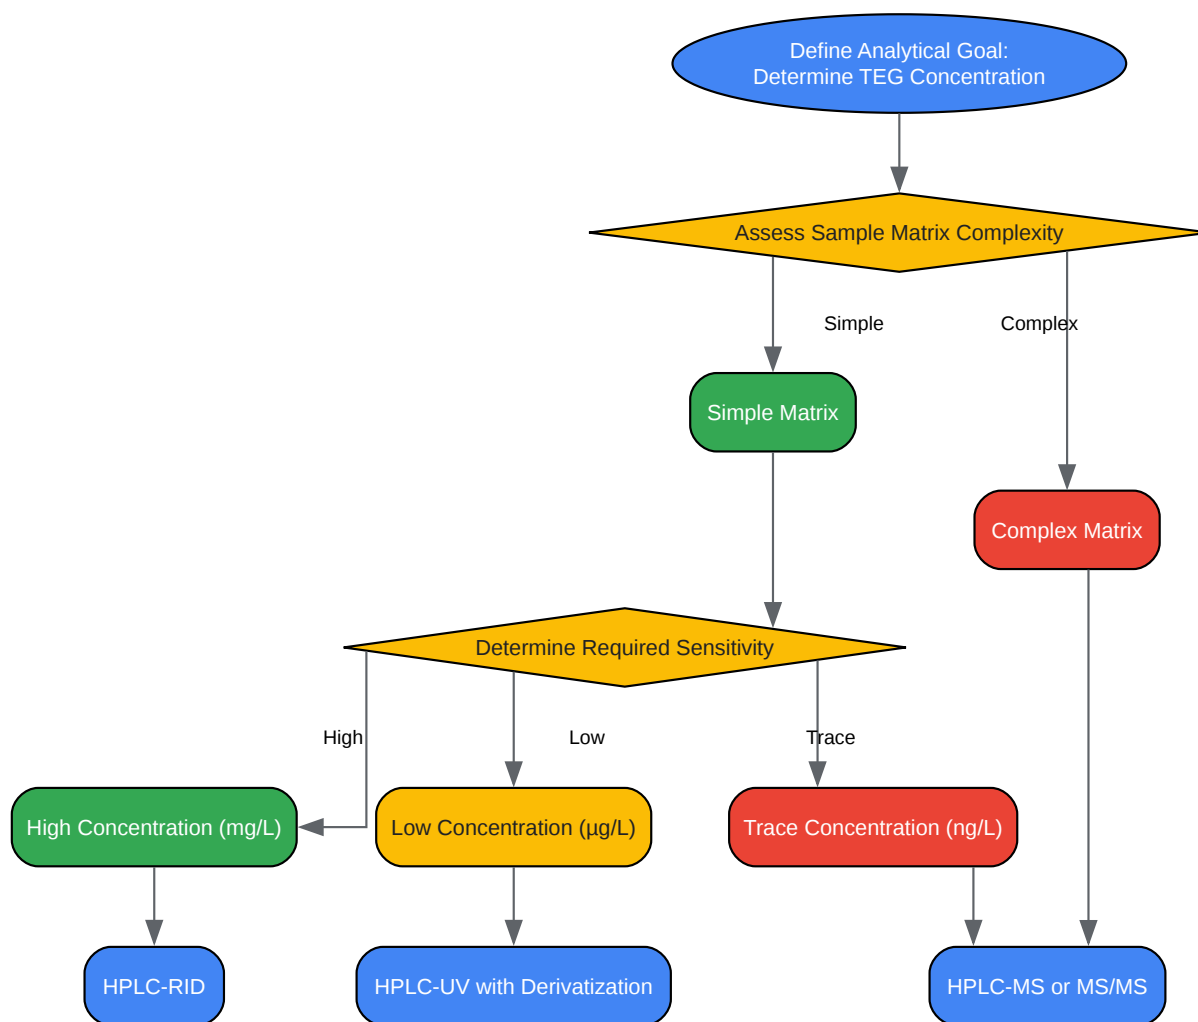 Define Analytical Goal:
Determine TEG Concentration
Assess Sample Matrix Complexity
Simple
Complex
Simple Matrix
Complex Matrix
Determine Required Sensitivity
High
Low
Trace
High Concentration (mg/L)
Low Concentration (µg/L)
Trace Concentration (ng/L)
HPLC-RID
HPLC-UV with Derivatization
HPLC-MS or MS/MS